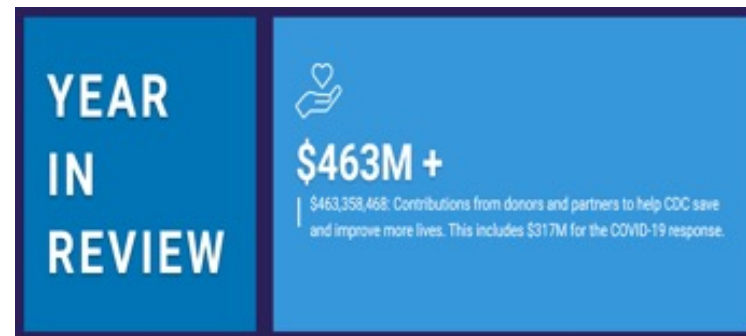 YEAR
IN
REVIEW
$463M +
$463,358,468: Contributions from donors and partners to help CDC save
and improve more lives. This includes $317M for the COVID-19 response.